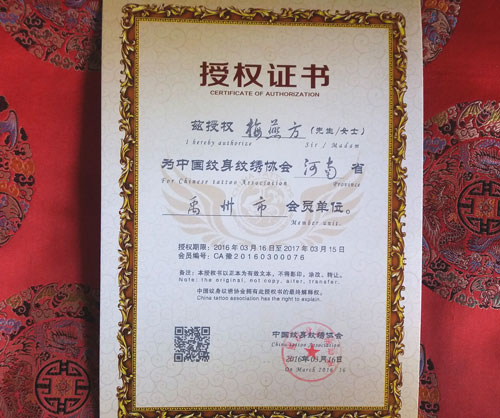 授权证书
CERTIFICATE OF AUTHORIZATION
兹授权 梅燕方 (先生/女士)
I hereby authorize Sir / Madam
为中国纹身纹绣协会 河南 省
For Chinese tattoo Association Province
禹州市 会员单位。
Member unit.
授权期限：2016年03月16日至2017年03月15日
会员编号：CA豫20160300076
备注：本授权书以正本为有效文本，不得影印，涂改，转让。
Note: the original, not copy, alter, transfer.
中国纹身纹绣协会拥有此授权书的最终解释权。
China tattoo association has the right to explain.
中国纹身纹绣协会
Chinese tattoo Association
2016年03月16日
On March 2016 16